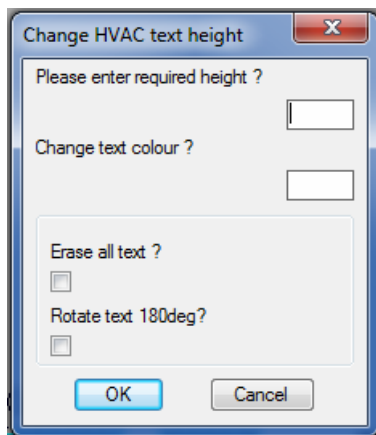 Change HVAC text height
Please enter required height ?
Change text colour ?
Erase all text ?
Rotate text 180deg?
OK Cancel